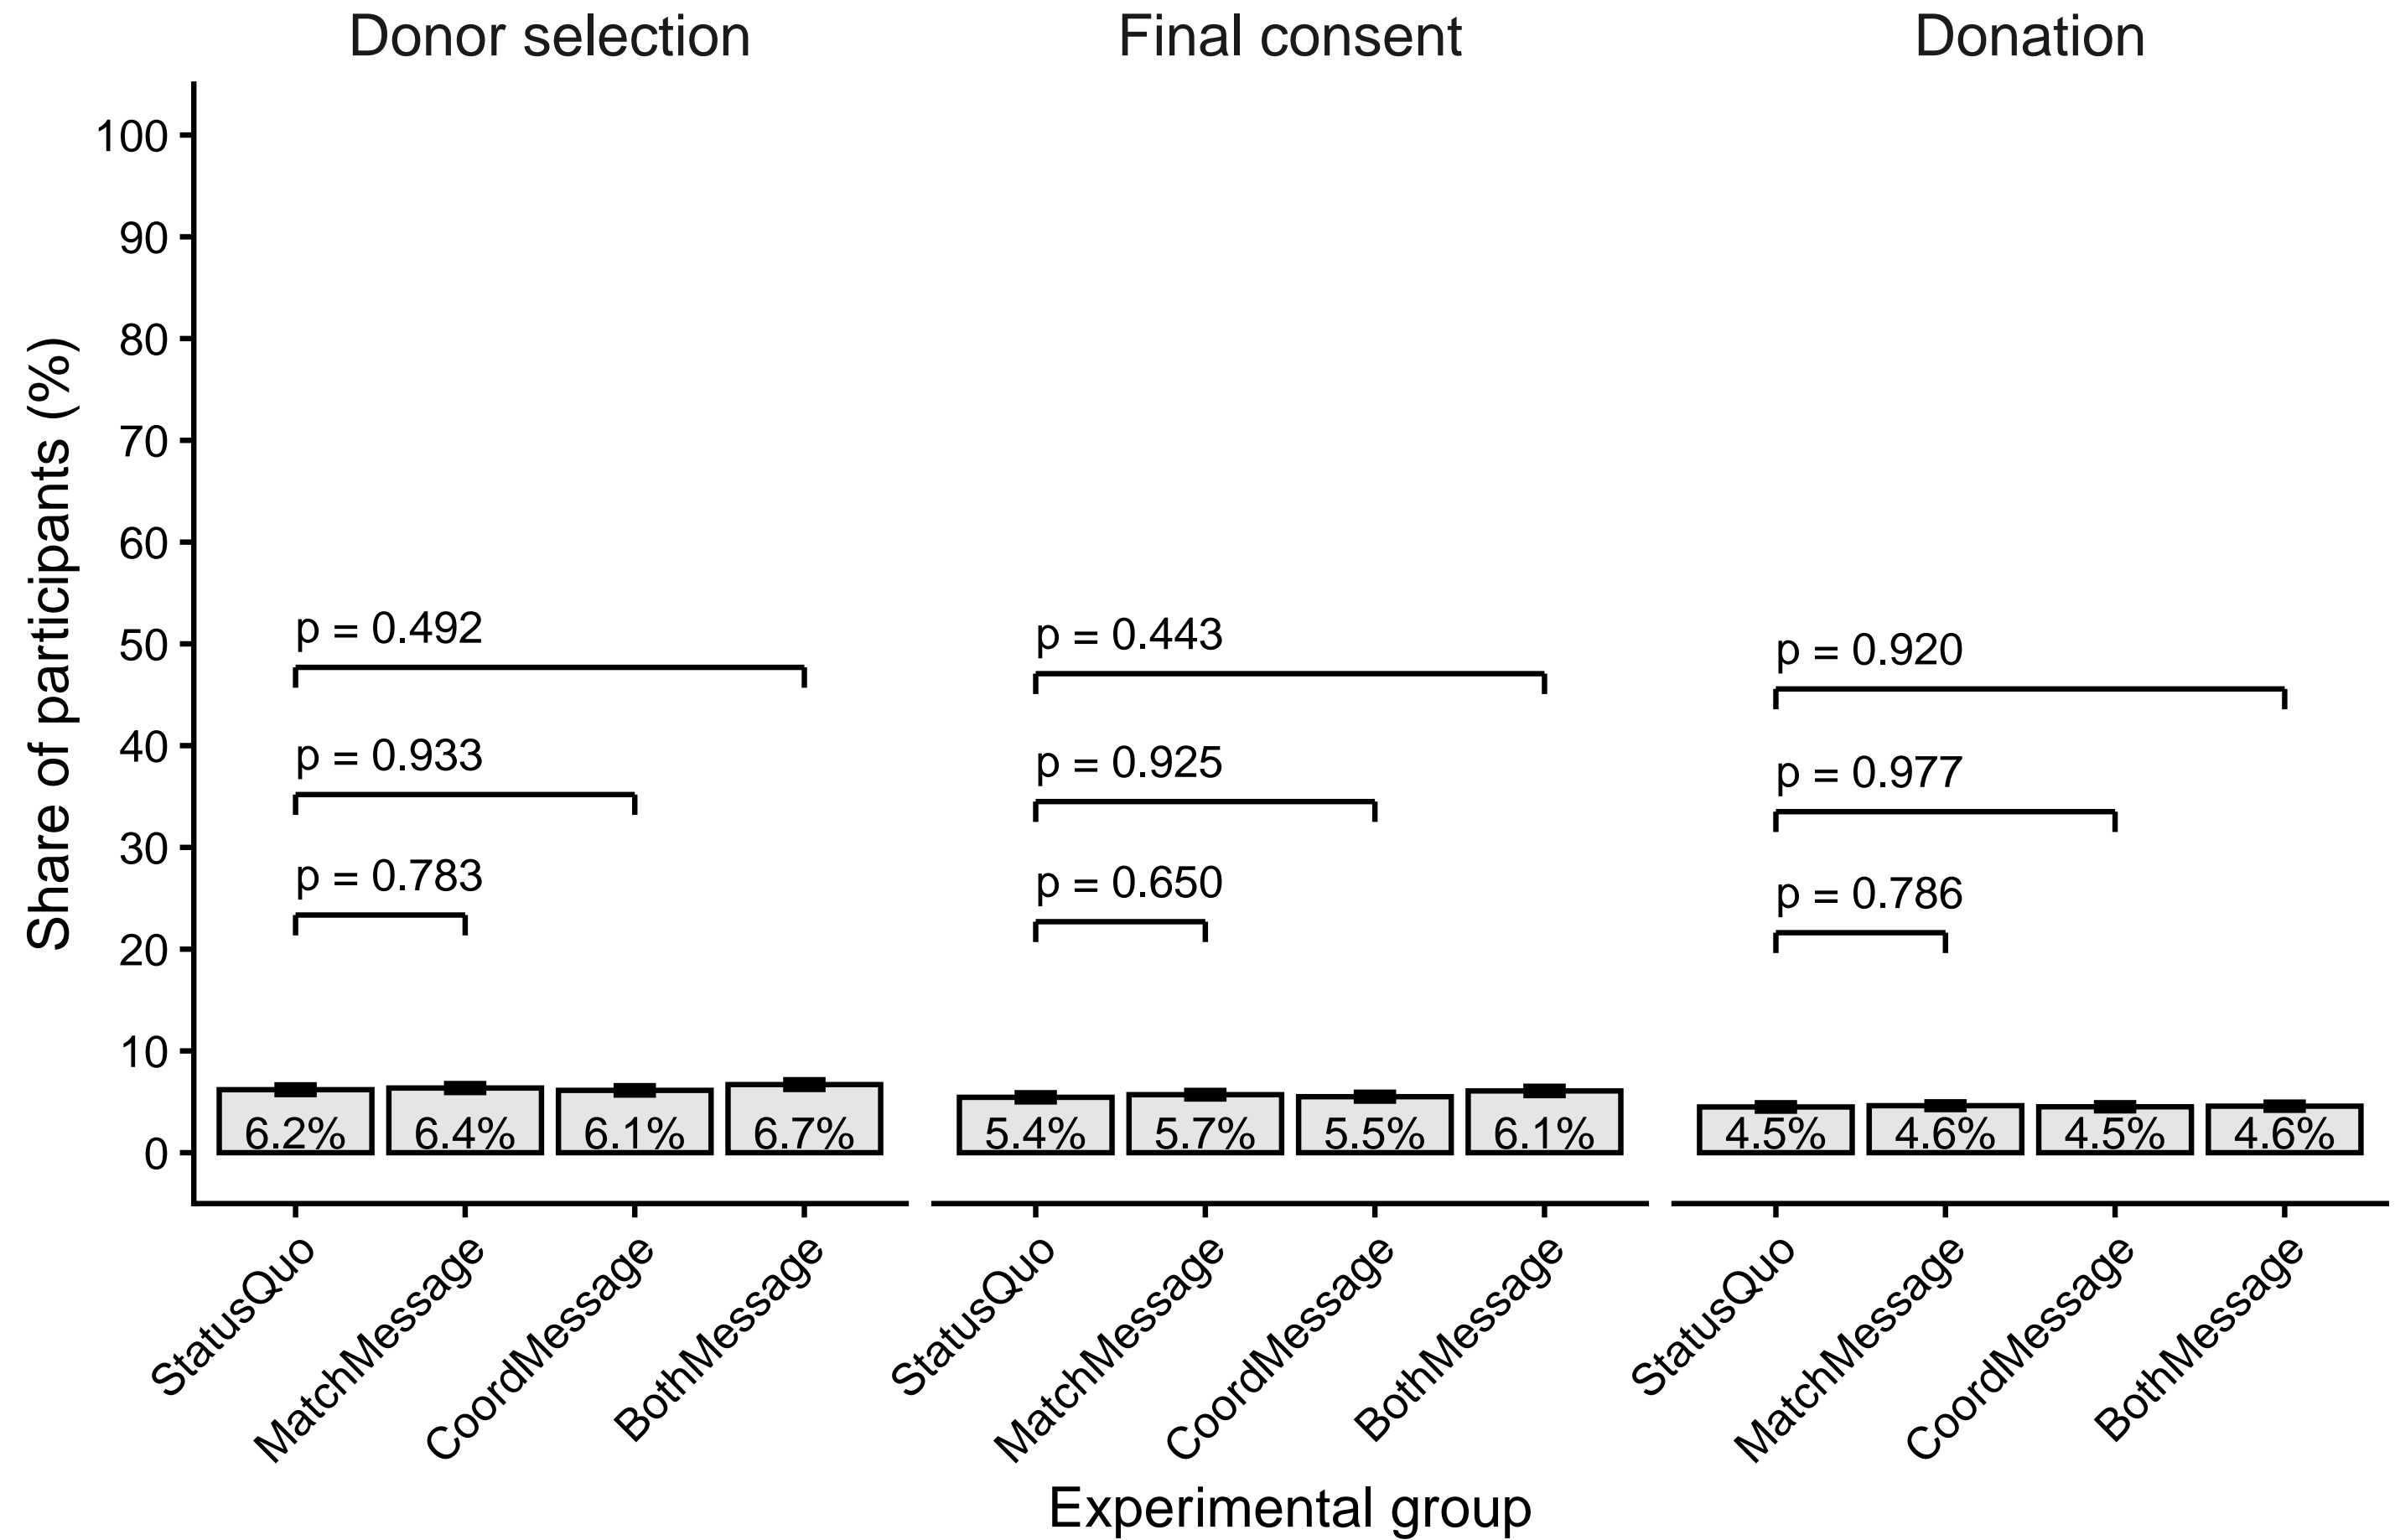 Donor selection
Final consent
Donation
Share of participants (%)
100
90
80
70
60
50
40
30
20
10
0
p = 0.492
p = 0.933
p = 0.783
6.2%
6.4%
6.1%
6.7%
p = 0.443
p = 0.925
p = 0.650
5.4%
5.7%
5.5%
6.1%
p = 0.920
p = 0.977
p = 0.786
4.5%
4.6%
4.5%
4.6%
StatusQuo
MatchMessage
CoordMessage
BothMessage
StatusQuo
MatchMessage
CoordMessage
BothMessage
StatusQuo
MatchMessage
CoordMessage
BothMessage
Experimental group